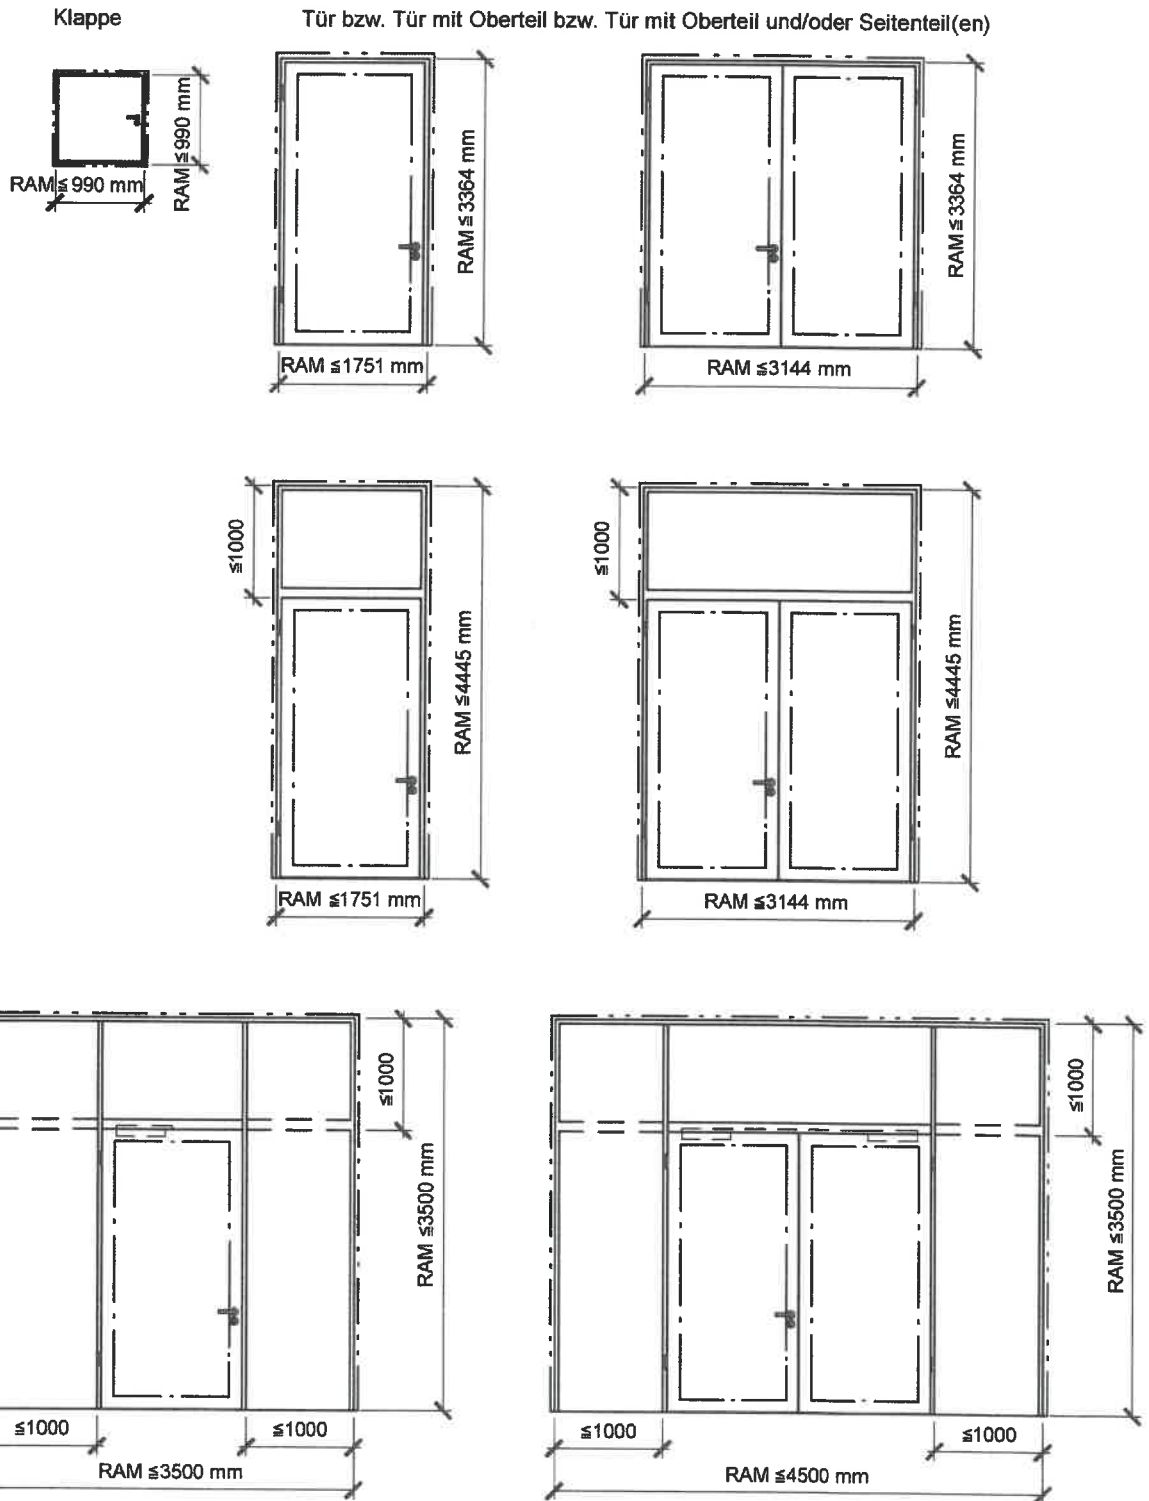 Klappe
Tür bzw. Tür mit Oberteil bzw. Tür mit Oberteil und/oder Seitenteil(en)
RAM ≦990 mm
RAM ≦990 mm
RAM ≦3364 mm
RAM ≦1751 mm
RAM ≦3364 mm
RAM ≦3144 mm
≦1000
RAM ≦4445 mm
RAM ≦1751 mm
≦1000
RAM ≦4445 mm
RAM ≦3144 mm
≦1000
RAM ≦3500 mm
≦1000
≦1000
RAM ≦3500 mm
≦1000
RAM ≦3500 mm
≦1000
≦1000
RAM ≦4500 mm